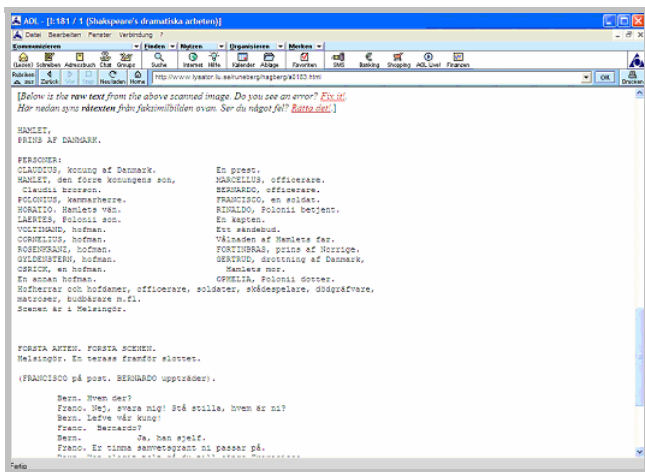 AOL - [I:181 / 1 (Shakspeare's dramatiska arbeten)]
Datei Bearbeiten Fenster Verbindung ?
Kommunizieren Finden Nutzen Organisieren Merken
(Lesen) Schreiben Adressbuch Chat Groups Suche Internet Hilfe Kalender Ablage Favoriten SMS Banking Shopping AOL Live! Finanzen
Rubriken A aus Zurück Vor Stop Neu laden Home http://www.lysator.liu.se/runeberg/hagberg/a0183.html OK Drucken
[Below is the raw text from the above scanned image. Do you see an error? Fix it!.
Här nedan syns råtexten från faksimilbilden ovan. Ser du något fel? Rätta det!.]
HAMLET,
PRINS AF DANMARK.
PERSONER:
CLAUDIUS, konung af Danmark. En prest.
HAMLET, den förre konungens son, MARCELLUS, officerare.
Claudii brorson. BERNARDO, officerare.
POLONIUS, kammarherre. FRANCISCO, en soldat.
HORATIO. Hamlets vän. RINALDO, Polonii betjent.
LAERTES, Polonii son. En kapten.
VOLTIMAND, hofman. Ett sändebud.
CORNELIUS, hofman. Vålnaden af Hamlets far.
ROSENKRANZ, hofman. FORTINBRAS, prins af Norrige.
GYLDENSTERN, hofman. GERTRUD, drottning af Danmark,
OSRICK, en hofman. Hamlets mor.
En annan hofman. OPHELIA, Polonii dotter.
Hofherrar och hofdamer, officerare, soldater, skådespelare, dödgräfvare,
matroser, budbärare m.fl.
Scenen är i Helsingör.
FORSTA AKTEN. FORSTA SCENEN.
Helsingör. En terass framför slottet.
(FRANCISCO på post. BERNARDO uppträder).
Bern. Hvem der?
Franc. Nej, svara mig! Stå stilla, hvem är ni?
Bern. Lefve vår kung!
Franc. Bernardo?
Bern. Ja, han sjelf.
Franc. Er timma samvetsgrant ni passar på.
Fertig